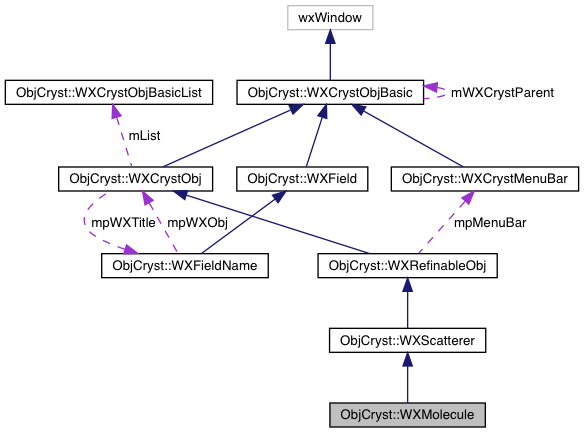 wxWindow
ObjCryst::WXCrystObjBasicList
ObjCryst::WXCrystObjBasic
mWXCrystParent
mList
ObjCryst::WXCrystObj
ObjCryst::WXField
ObjCryst::WXCrystMenuBar
mpWXTitle
mpWXObj
mpMenuBar
ObjCryst::WXFieldName
ObjCryst::WXRefinableObj
ObjCryst::WXScatterer
ObjCryst::WXMolecule